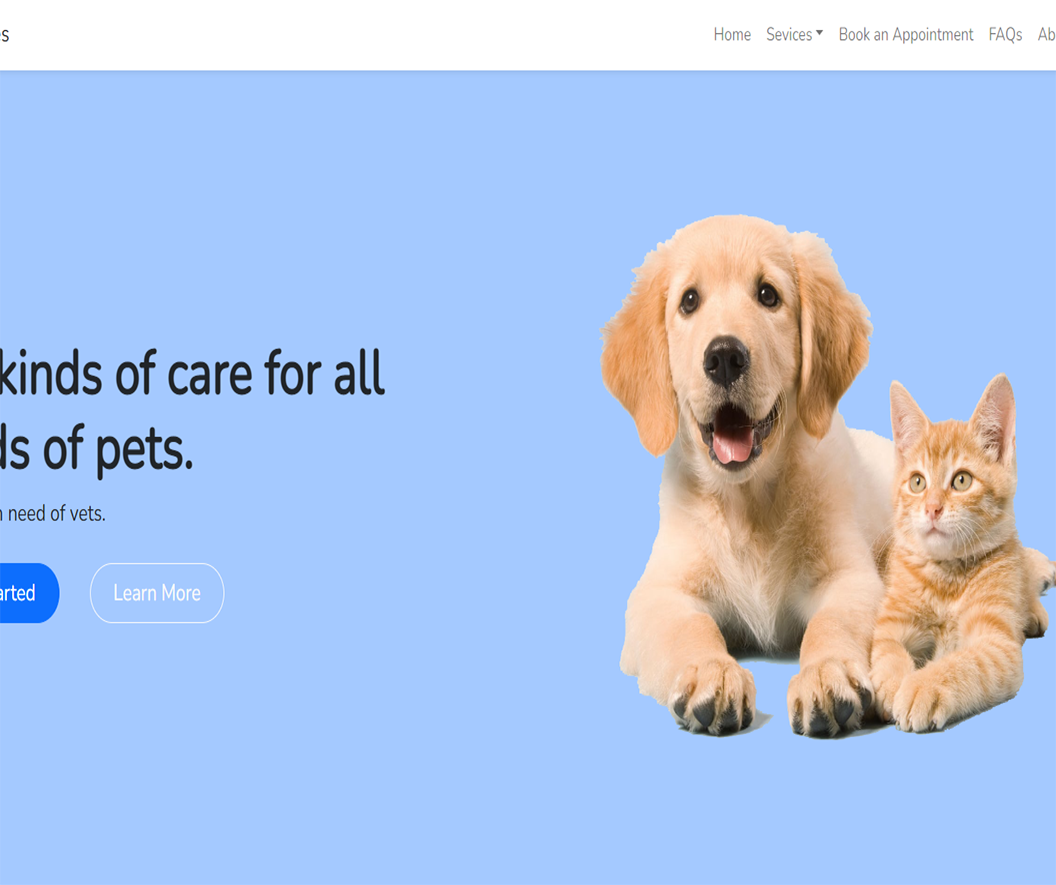 es
Home Sevices Book an Appointment FAQs Ab
kinds of care for all
ds of pets.
n need of vets.
arted Learn More